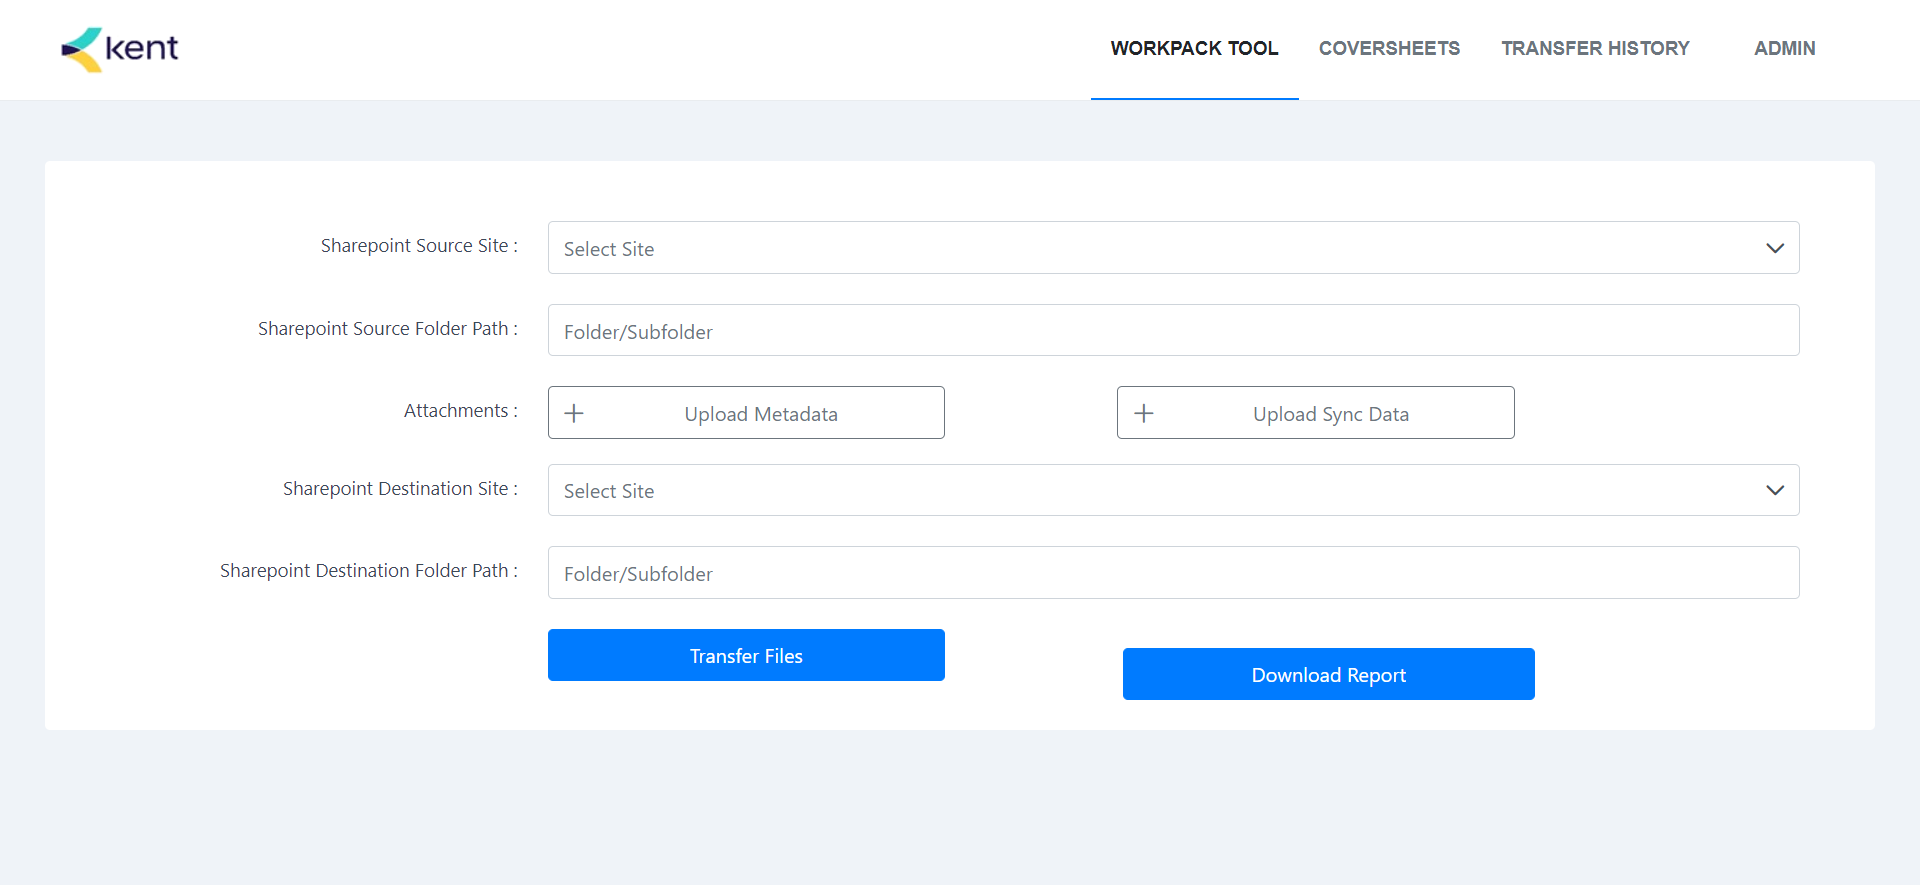 kent
WORKPACK TOOL COVERSHEETS TRANSFER HISTORY ADMIN
Sharepoint Source Site : Select Site
Sharepoint Source Folder Path : Folder/Subfolder
Attachments : Upload Metadata Upload Sync Data
Sharepoint Destination Site : Select Site
Sharepoint Destination Folder Path : Folder/Subfolder
Transfer Files
Download Report